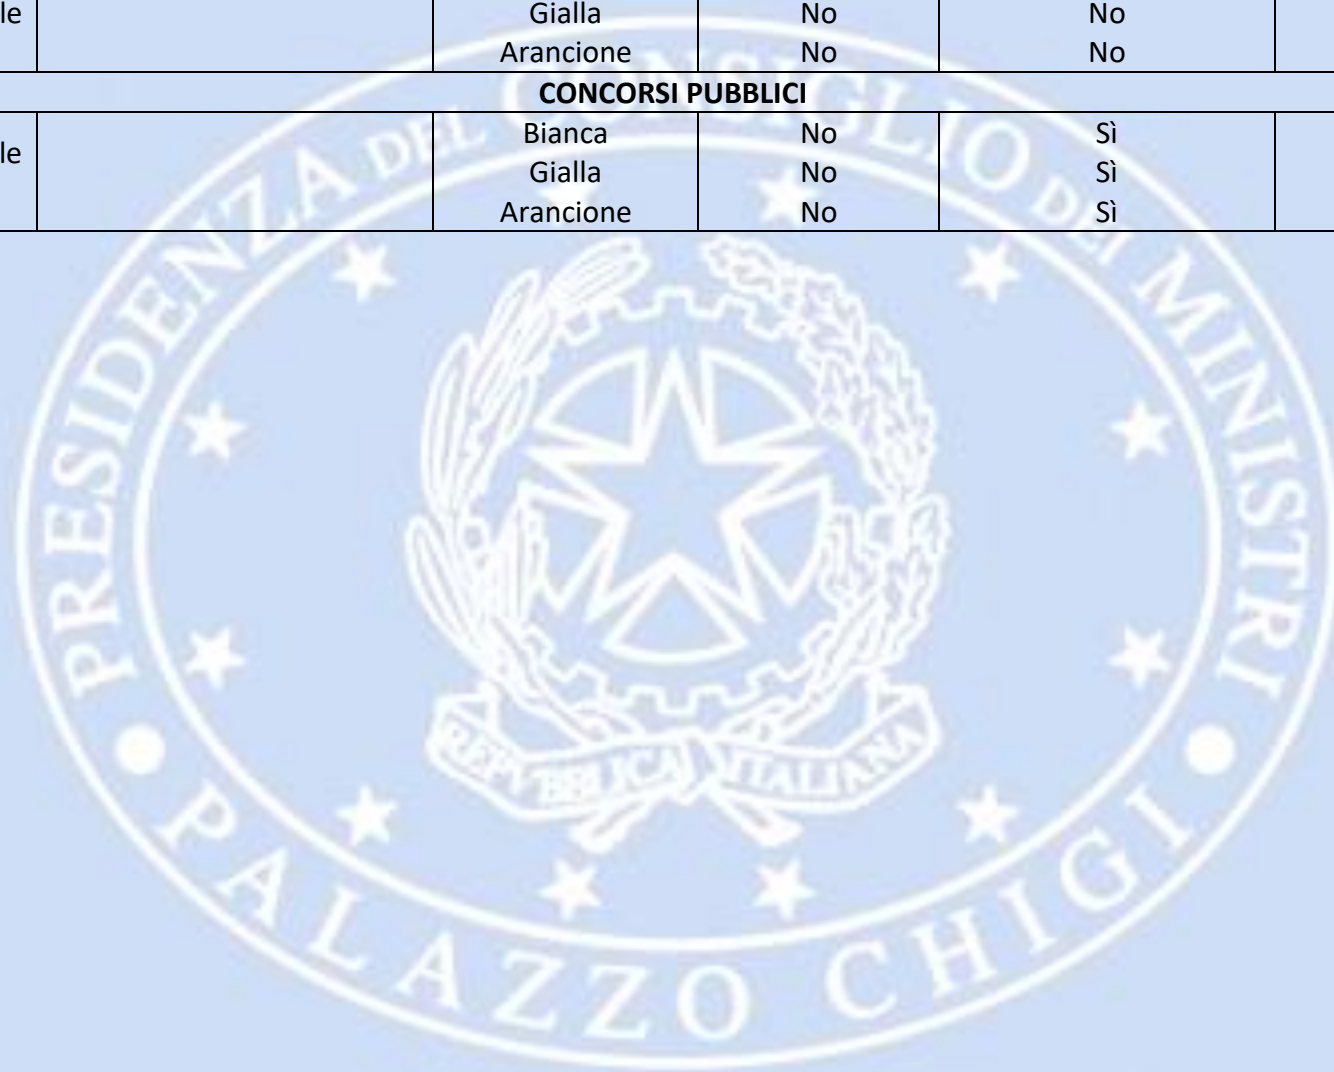 le Gialla No No
Arancione No No
CONCORSI PUBBLICI
Bianca No Sì
le Gialla No Sì
Arancione No Sì
PRESIDENZA DEL CONSIGLIO DEI MINISTRI
REPVBBLICA ITALIANA
• PALAZZO CHIGI •